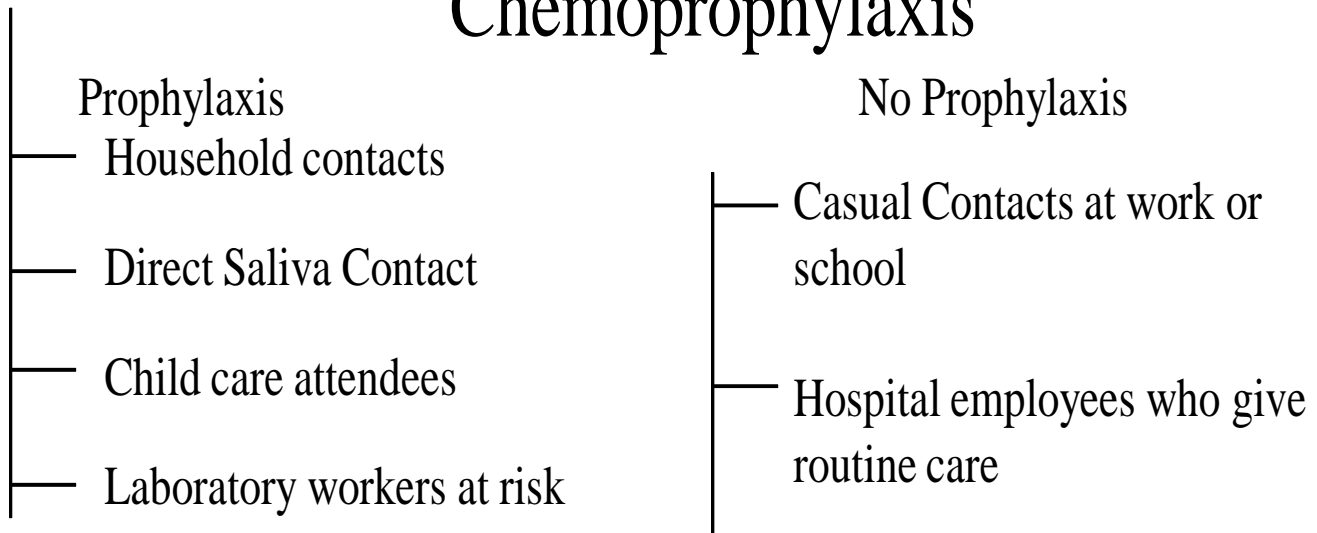 Chemoprophylaxis
Prophylaxis
Household contacts
Direct Saliva Contact
Child care attendees
Laboratory workers at risk
No Prophylaxis
Casual Contacts at work or
school
Hospital employees who give
routine care